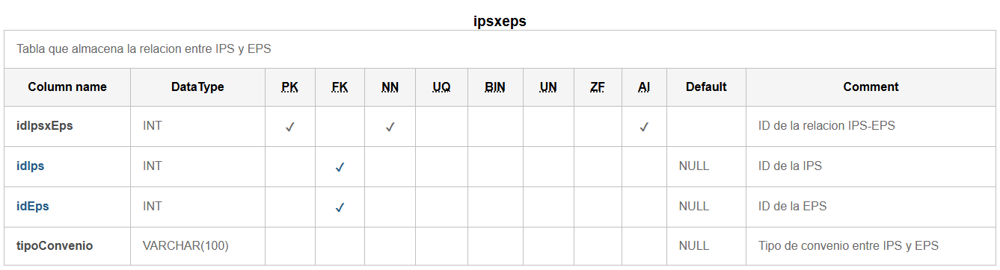 ipsxeps
Tabla que almacena la relacion entre IPS y EPS
Column name DataType PK FK NN UQ BIN UN ZF AI Default Comment
idIpsxEps INT ✓ ✓ ✓ ID de la relacion IPS-EPS
idIps INT ✓ NULL ID de la IPS
idEps INT ✓ NULL ID de la EPS
tipoConvenio VARCHAR(100) NULL Tipo de convenio entre IPS y EPS